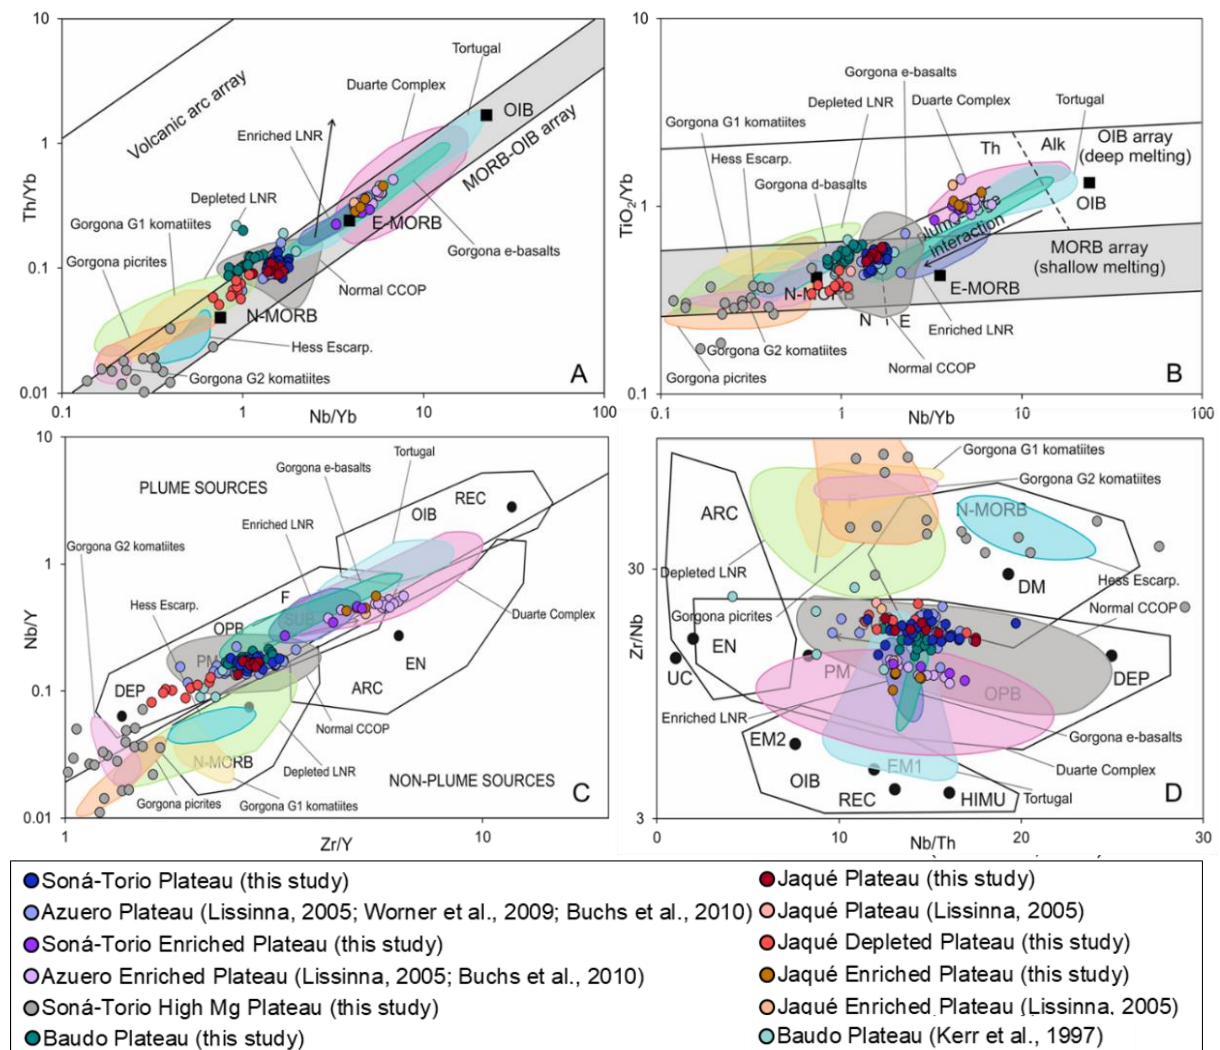 10
1
0.1
0.01
Th/Yb
Volcanic arc array
Tortugal
Duarte Complex
OIB
Enriched LNR
MORB-OIB array
Depleted LNR
Gorgona G1 komatiites
E-MORB
Gorgona picrites
Gorgona e-basalts
Normal CCOP
N-MORB
Hess Escarp.
Gorgona G2 komatiites
A
0.1
1
10
100
Nb/Yb
10
1
0.1
TiO2/Yb
Gorgona e-basalts
Depleted LNR
Duarte Complex
Tortugal
Gorgona G1 komatiites
Th
Alk
OIB array
(deep melting)
Hess Escarp.
Gorgona d-basalts
OIB
interaction
MORB array
(shallow melting)
N-MORB
E-MORB
N
E
Enriched LNR
Gorgona G2 komatiites
Normal CCOP
Gorgona picrites
B
0.1
1
10
100
Nb/Yb
10
1
0.1
0.01
Nb/Y
PLUME SOURCES
Tortugal
Gorgona e-basalts
REC
OIB
Enriched LNR
Gorgona G2 komatiites
F
Hess Escarp.
SUB
Duarte Complex
OPB
PM
EN
DEP
ARC
Normal CCOP
N-MORB
Depleted LNR
NON-PLUME SOURCES
Gorgona picrites
Gorgona G1 komatiites
C
1
10
Zr/Y
30
3
Zr/Nb
Gorgona G1 komatiites
Gorgona G2 komatiites
ARC
F
N-MORB
Depleted LNR
DM
Hess Escarp.
Gorgona picrites
Normal CCOP
EN
UC
PM
OPB
DEP
Enriched LNR
Gorgona e-basalts
EM2
EM1
Duarte Complex
OIB
REC
HIMU
Tortugal
D
0
10
20
30
Nb/Th
Soná-Torio Plateau (this study)
Azuero Plateau (Lissinna, 2005; Worner et al., 2009; Buchs et al., 2010)
Soná-Torio Enriched Plateau (this study)
Azuero Enriched Plateau (Lissinna, 2005; Buchs et al., 2010)
Soná-Torio High Mg Plateau (this study)
Baudo Plateau (this study)
Jaqué Plateau (this study)
Jaqué Plateau (Lissinna, 2005)
Jaqué Depleted Plateau (this study)
Jaqué Enriched Plateau (this study)
Jaqué Enriched Plateau (Lissinna, 2005)
Baudo Plateau (Kerr et al., 1997)